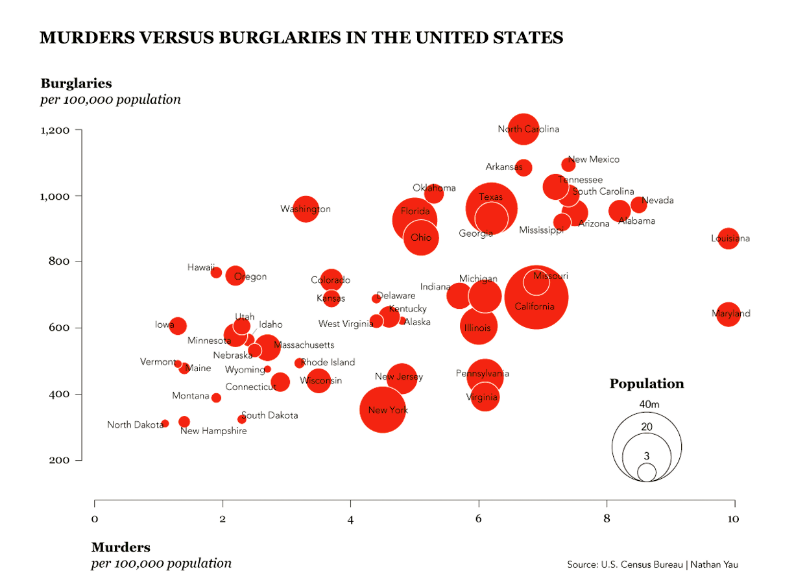 MURDERS VERSUS BURGLARIES IN THE UNITED STATES
Burglaries
per 100,000 population
1,200
North Carolina
New Mexico
Arkansas
Tennessee
1,000
Oklahoma
South Carolina
Texas
Nevada
Washington
Florida
Alabama
Arizona
Mississippi
Georgia
Ohio
Louisiana
800
Hawaii
Oregon
Colorado
Michigan
Missouri
Indiana
Delaware
Kansas
California
Kentucky
Maryland
Utah
Idaho
Iowa
West Virginia
Alaska
600
Illinois
Minnesota
Massachusetts
Nebraska
Vermont
Maine
Wyoming
Rhode Island
Connecticut
Wisconsin
New Jersey
Pennsylvania
400
Montana
Virginia
New York
South Dakota
North Dakota
New Hampshire
200
Population
40m
20
3
0
2
4
6
8
10
Murders
per 100,000 population
Source: U.S. Census Bureau | Nathan Yau